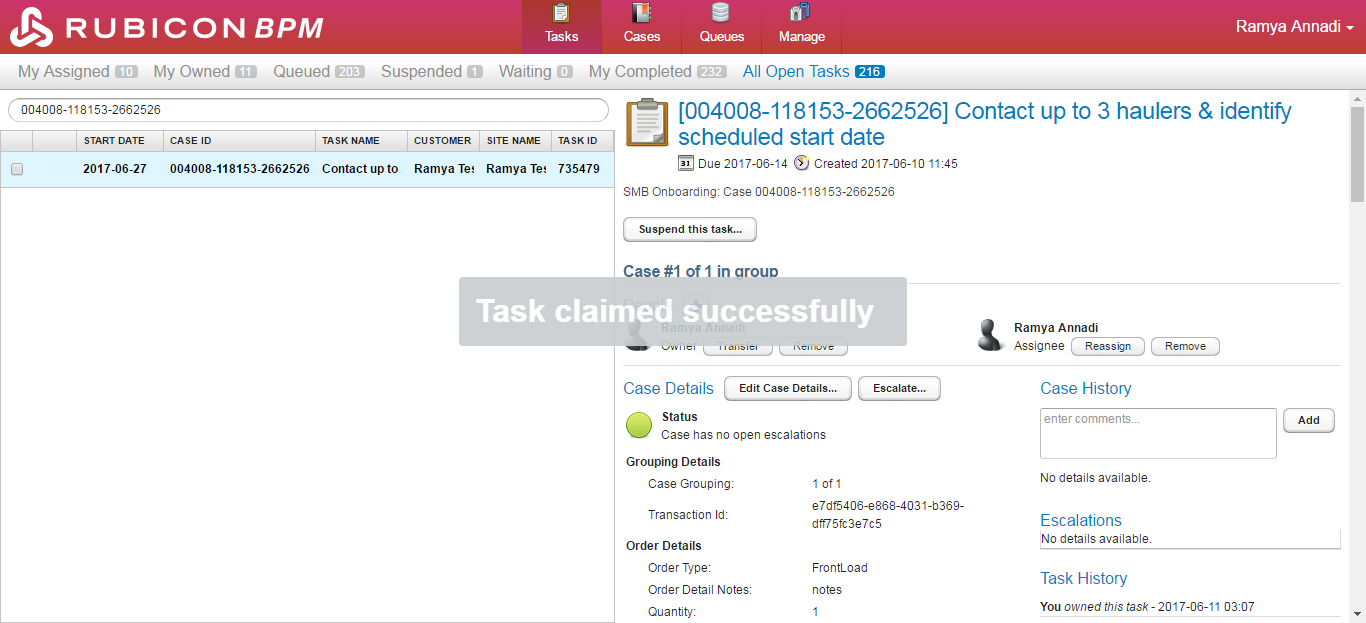 RUBICON BPM
Tasks
Cases
Queues
Manage
Ramya Annadi
My Assigned 10
My Owned 11
Queued 203
Suspended 1
Waiting 0
My Completed 232
All Open Tasks 216
004008-118153-2662526
START DATE CASE ID TASK NAME CUSTOMER SITE NAME TASK ID
2017-06-27 004008-118153-2662526 Contact up to Ramya Tes Ramya Tes 735479
[004008-118153-2662526] Contact up to 3 haulers & identify
scheduled start date
31 Due 2017-06-14 Created 2017-06-10 11:45
SMB Onboarding: Case 004008-118153-2662526
Suspend this task...
Case #1 of 1 in group
People
Task claimed successfully
Ramya Annadi
Owner Transfer Remove
Ramya Annadi
Assignee Reassign Remove
Case Details Edit Case Details... Escalate...
Status
Case has no open escalations
Grouping Details
Case Grouping: 1 of 1
Transaction Id: e7df5406-e868-4031-b369-
dff75fc3e7c5
Order Details
Order Type: FrontLoad
Order Detail Notes: notes
Quantity: 1
Case History
enter comments...
Add
No details available.
Escalations
No details available.
Task History
You owned this task - 2017-06-11 03:07